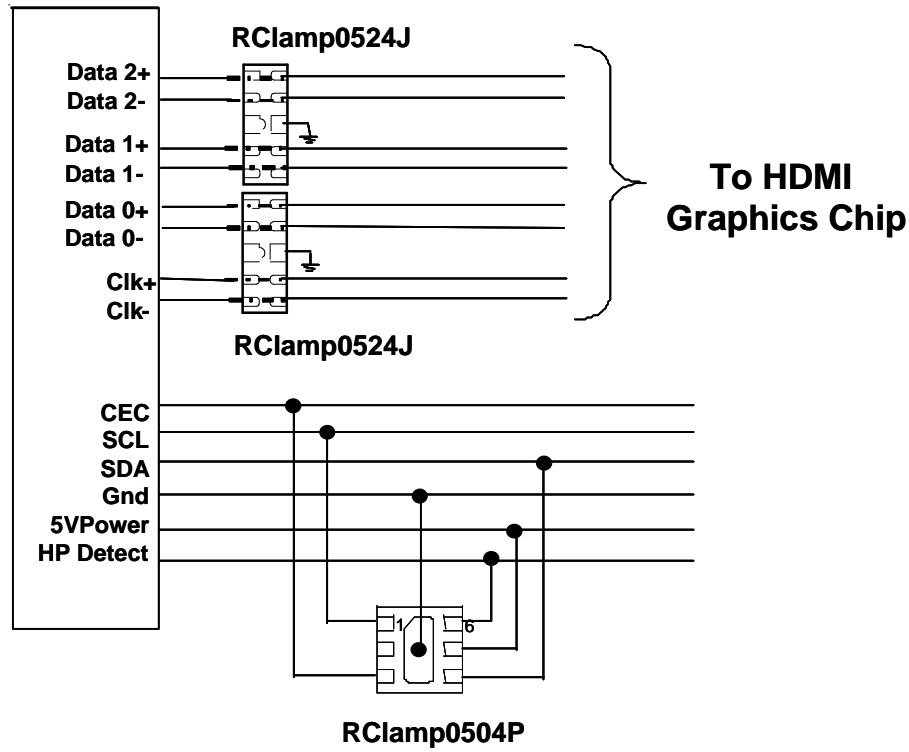 RClamp0524J
Data 2+
Data 2-
Data 1+
Data 1-
Data 0+
Data 0-
Clk+
Clk-
To HDMI
Graphics Chip
RClamp0524J
CEC
SCL
SDA
Gnd
5VPower
HP Detect
1
6
RClamp0504P